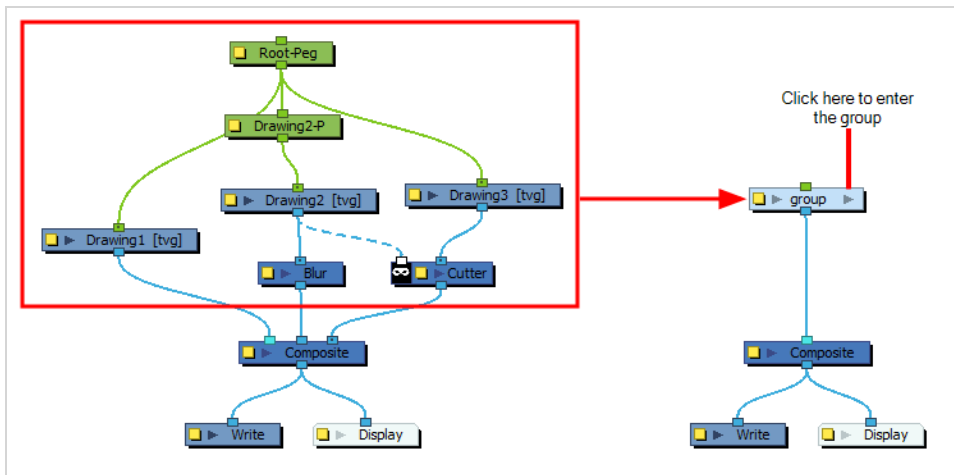 Root-Peg
Click here to enter
the group
Drawing2-P
Drawing2 [tvg]
Drawing3 [tvg]
group
Drawing1 [tvg]
Blur
Cutter
Composite
Composite
Write
Display
Write
Display